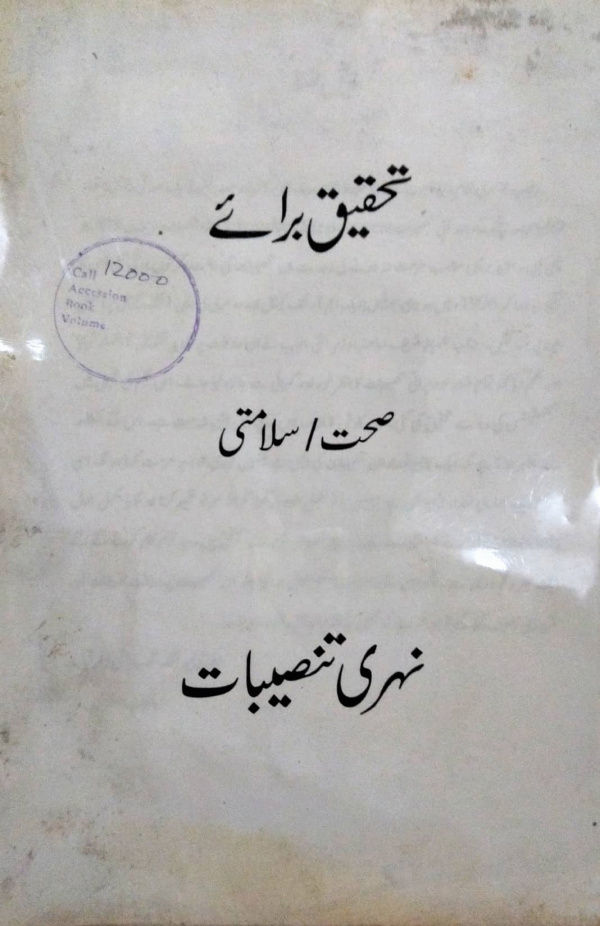 تحقیق برائے
Call 12000
Accession
Book
Volume
صحت / سلامتی
نہری تنصیبات